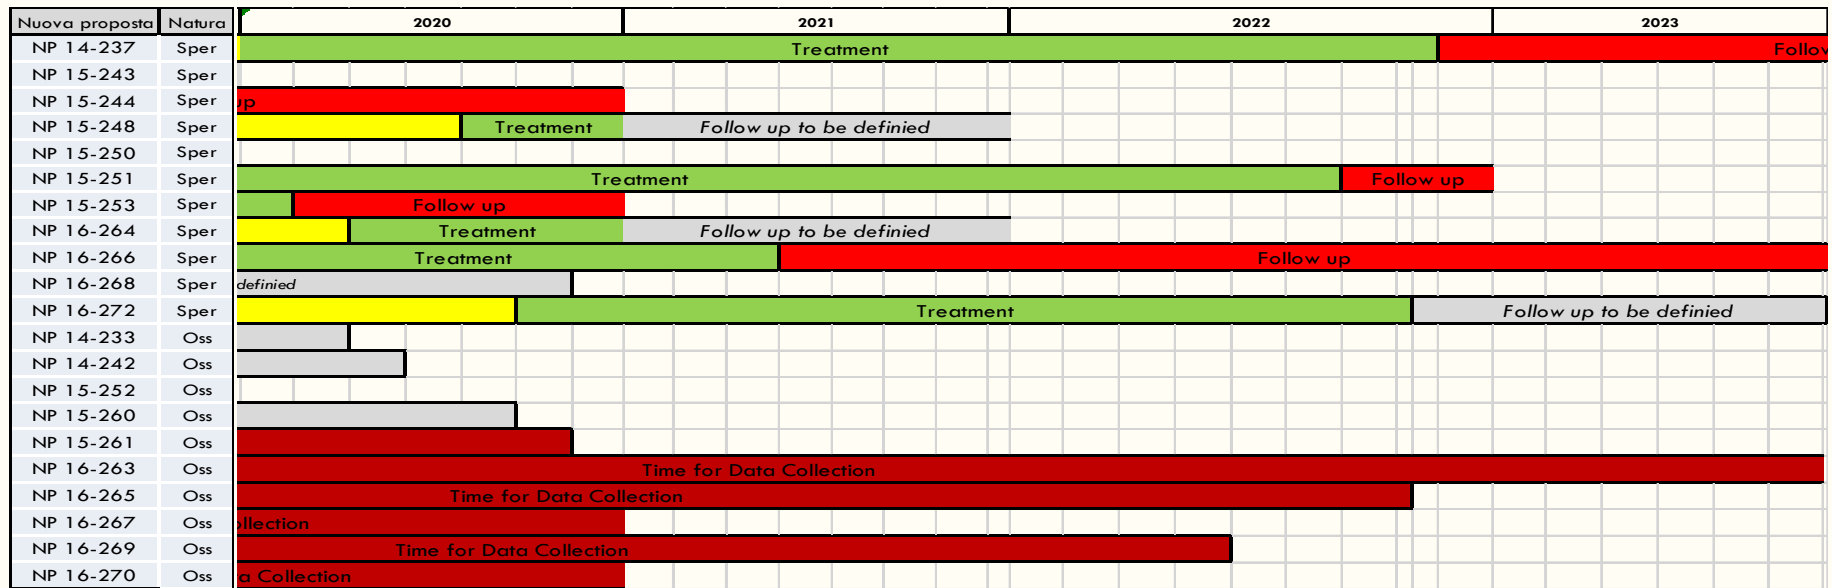 Nuova proposta Natura 2020 2021 2022 2023
NP 14-237 Sper Treatment Follow
NP 15-243 Sper
NP 15-244 Sper up
NP 15-248 Sper Treatment Follow up to be definied
NP 15-250 Sper
NP 15-251 Sper Treatment Follow up
NP 15-253 Sper Follow up
NP 16-264 Sper Treatment Follow up to be definied
NP 16-266 Sper Treatment Follow up
NP 16-268 Sper definied
NP 16-272 Sper Treatment Follow up to be definied
NP 14-233 Oss
NP 14-242 Oss
NP 15-252 Oss
NP 15-260 Oss
NP 15-261 Oss
NP 16-263 Oss Time for Data Collection
NP 16-265 Oss Time for Data Collection
NP 16-267 Oss ollection
NP 16-269 Oss Time for Data Collection
NP 16-270 Oss a Collection